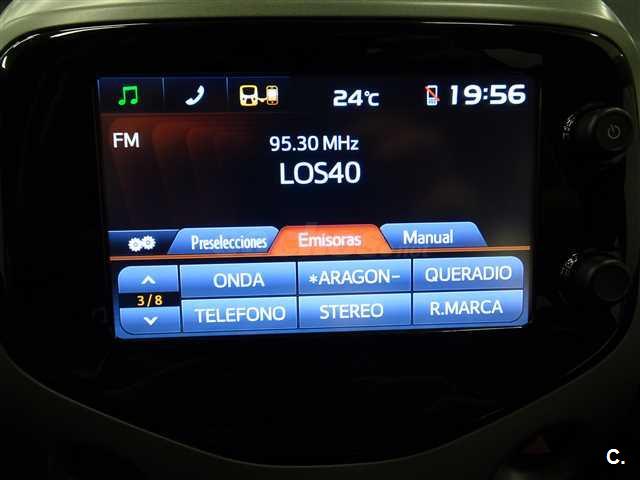 24°C 19:56
FM 95.30 MHz
LOS40
Preselecciones Emisoras Manual
3/8
ONDA *ARAGON- QUERADIO
TELEFONO STEREO R.MARCA
C.